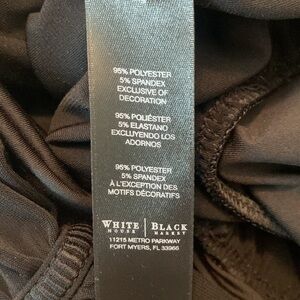 95% POLYESTER
5% SPANDEX
EXCLUSIVE OF
DECORATION
95% POLIÉSTER
5% ELASTANO
EXCLUYENDO LOS
ADORNOS
95% POLYESTER
5% SPANDEX
À L'EXCEPTION DES
MOTIFS DÉCORATIFS
WHITE | BLACK
HOUSE | MARKET
11215 METRO PARKWAY
FORT MYERS, FL 33966